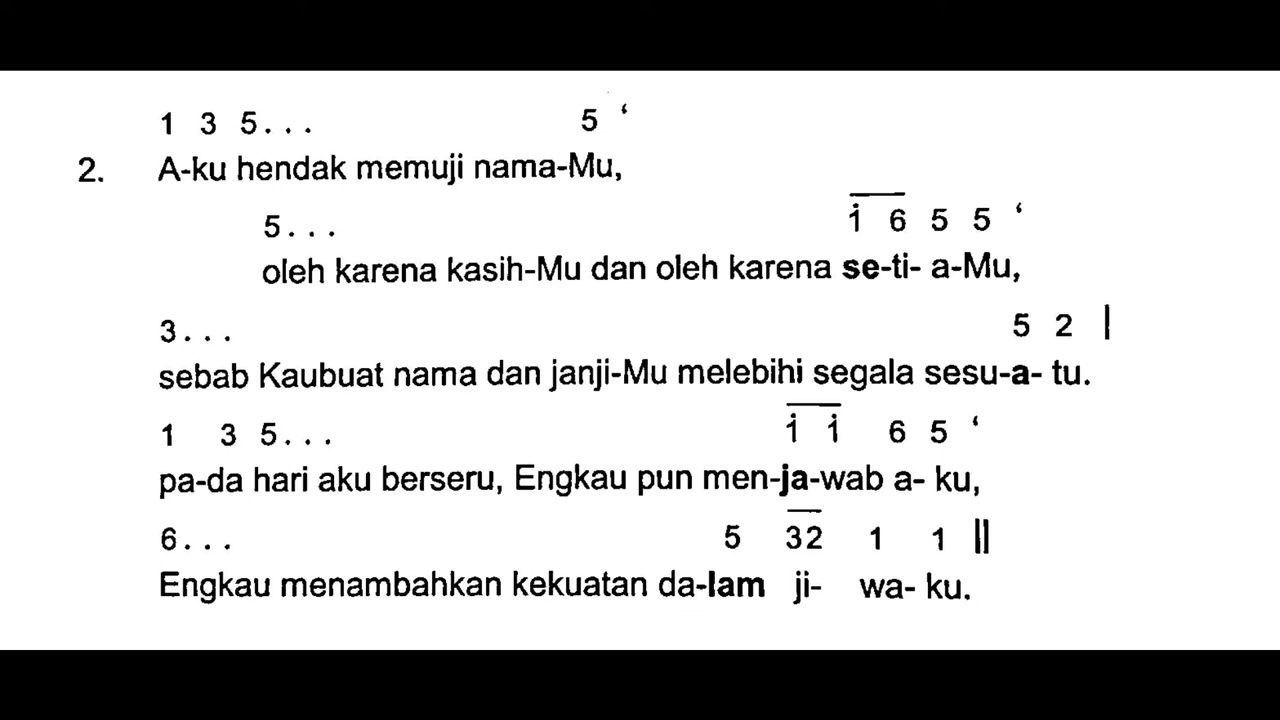 1 3 5... 5 ‘
2. A-ku hendak memuji nama-Mu,
5... i̇ 6 5 5 ‘
oleh karena kasih-Mu dan oleh karena se-ti- a-Mu,
3... 5 2 |
sebab Kaubuat nama dan janji-Mu melebihi segala sesu-a- tu.
1 3 5... i̇ i̇ 6 5 ‘
pa-da hari aku berseru, Engkau pun men-ja-wab a- ku,
6... 5 32 1 1 ||
Engkau menambahkan kekuatan da-lam ji- wa- ku.